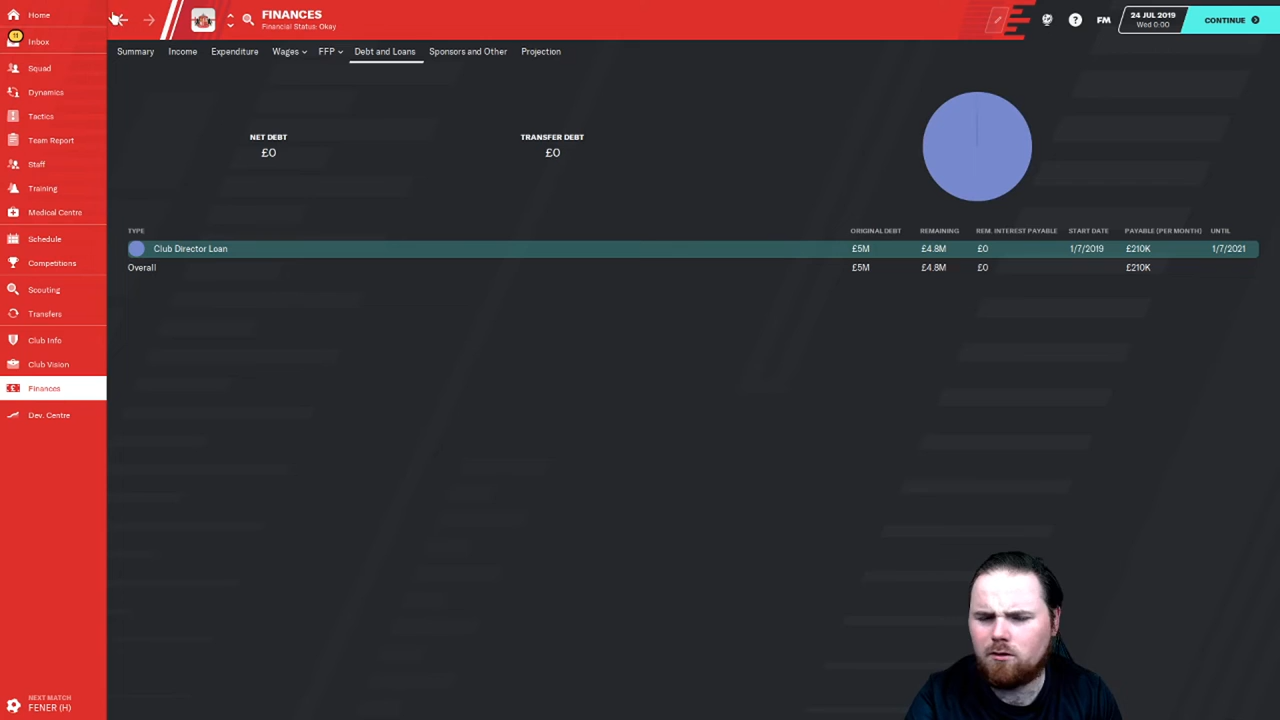 Home
FINANCES
Financial Status: Okay
FM
24 JUL 2019
Wed 0:00
CONTINUE
11
Inbox
Squad
Dynamics
Tactics
Team Report
Staff
Training
Medical Centre
Schedule
Competitions
Scouting
Transfers
Club Info
Club Vision
Finances
Dev. Centre
NEXT MATCH
FENER (H)
Summary Income Expenditure Wages FFP Debt and Loans Sponsors and Other Projection
NET DEBT TRANSFER DEBT
£0 £0
TYPE ORIGINAL DEBT REMAINING REM. INTEREST PAYABLE START DATE PAYABLE (PER MONTH) UNTIL
Club Director Loan £5M £4.8M £0 1/7/2019 £210K 1/7/2021
Overall £5M £4.8M £0 £210K